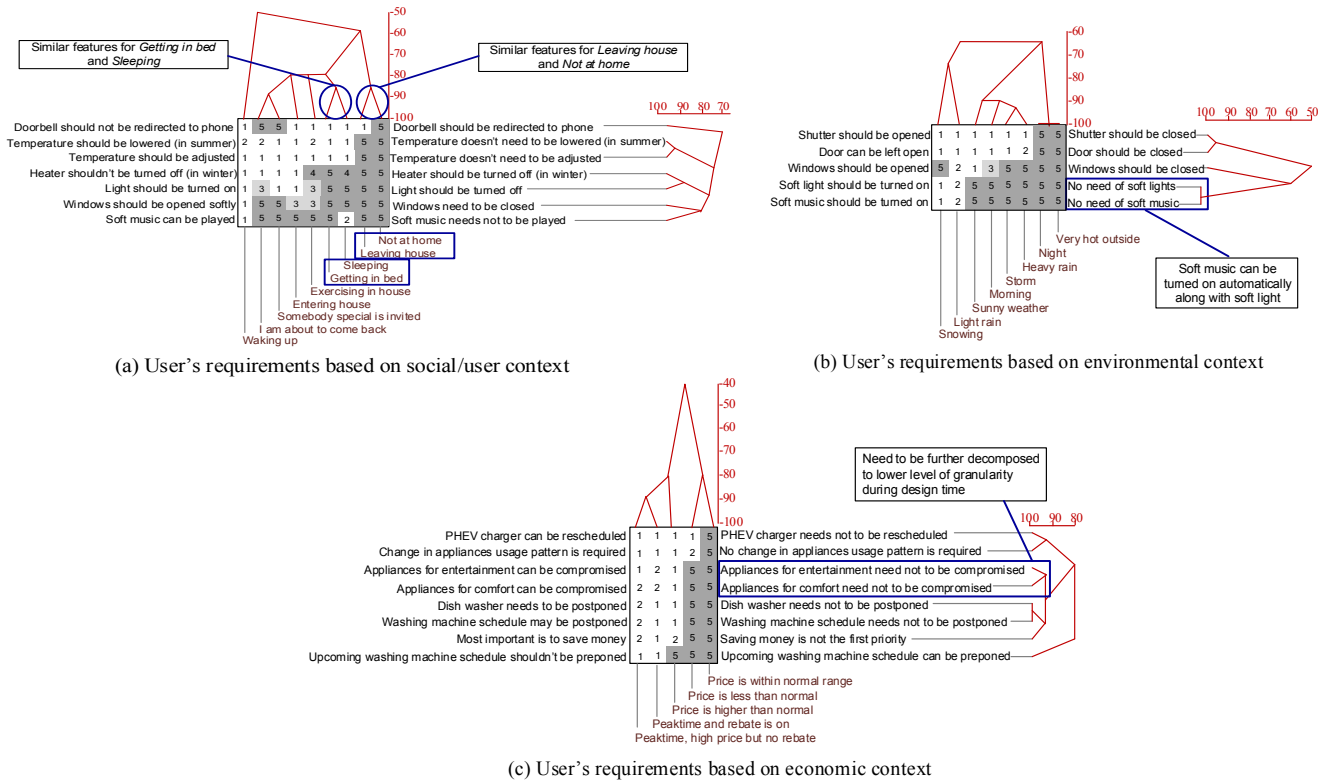 Similar features for Getting in bed
and Sleeping
Similar features for Leaving house
and Not at home
-50
-60
-70
-80
-90
-100
100 90 80 70
Doorbell should not be redirected to phone 1 5 5 1 1 1 1 1 5 Doorbell should be redirected to phone
Temperature should be lowered (in summer) 2 2 1 1 2 1 1 5 5 Temperature doesn't need to be lowered (in summer)
Temperature should be adjusted 1 1 1 1 1 1 1 5 5 Temperature doesn't need to be adjusted
Heater shouldn't be turned off (in winter) 1 1 1 1 4 5 4 5 5 Heater should be turned off (in winter)
Light should be turned on 1 3 1 1 3 5 5 5 5 Light should be turned off
Windows should be opened softly 1 5 5 3 3 5 5 5 5 Windows need to be closed
Soft music can be played 1 5 5 5 5 5 2 5 5 Soft music needs not to be played
Not at home
Leaving house
Sleeping
Getting in bed
Exercising in house
Entering house
Somebody special is invited
I am about to come back
Waking up
(a) User's requirements based on social/user context
-60
-70
-80
-90
-100
100 90 80 70 60 50
Shutter should be opened 1 1 1 1 1 1 5 5 Shutter should be closed
Door can be left open 1 1 1 1 1 2 5 5 Door should be closed
Windows should be opened 5 2 1 3 5 5 5 5 Windows should be closed
Soft light should be turned on 1 2 5 5 5 5 5 5 No need of soft lights
Soft music should be turned on 1 2 5 5 5 5 5 5 No need of soft music
Very hot outside
Night
Heavy rain
Storm
Morning
Sunny weather
Light rain
Snowing
Soft music can be
turned on automatically
along with soft light
(b) User's requirements based on environmental context
-40
-50
-60
-70
-80
-90
-100
Need to be further decomposed
to lower level of granularity
during design time
100 90 80
PHEV charger can be rescheduled 1 1 1 1 5 PHEV charger needs not to be rescheduled
Change in appliances usage pattern is required 1 1 1 2 5 No change in appliances usage pattern is required
Appliances for entertainment can be compromised 1 2 1 5 5 Appliances for entertainment need not to be compromised
Appliances for comfort can be compromised 2 2 1 5 5 Appliances for comfort need not to be compromised
Dish washer needs to be postponed 2 1 1 5 5 Dish washer needs not to be postponed
Washing machine schedule may be postponed 2 1 1 5 5 Washing machine schedule needs not to be postponed
Most important is to save money 2 1 2 5 5 Saving money is not the first priority
Upcoming washing machine schedule shouldn't be preponed 1 1 5 5 5 Upcoming washing machine schedule can be preponed
Price is within normal range
Price is less than normal
Price is higher than normal
Peaktime and rebate is on
Peaktime, high price but no rebate
(c) User's requirements based on economic context